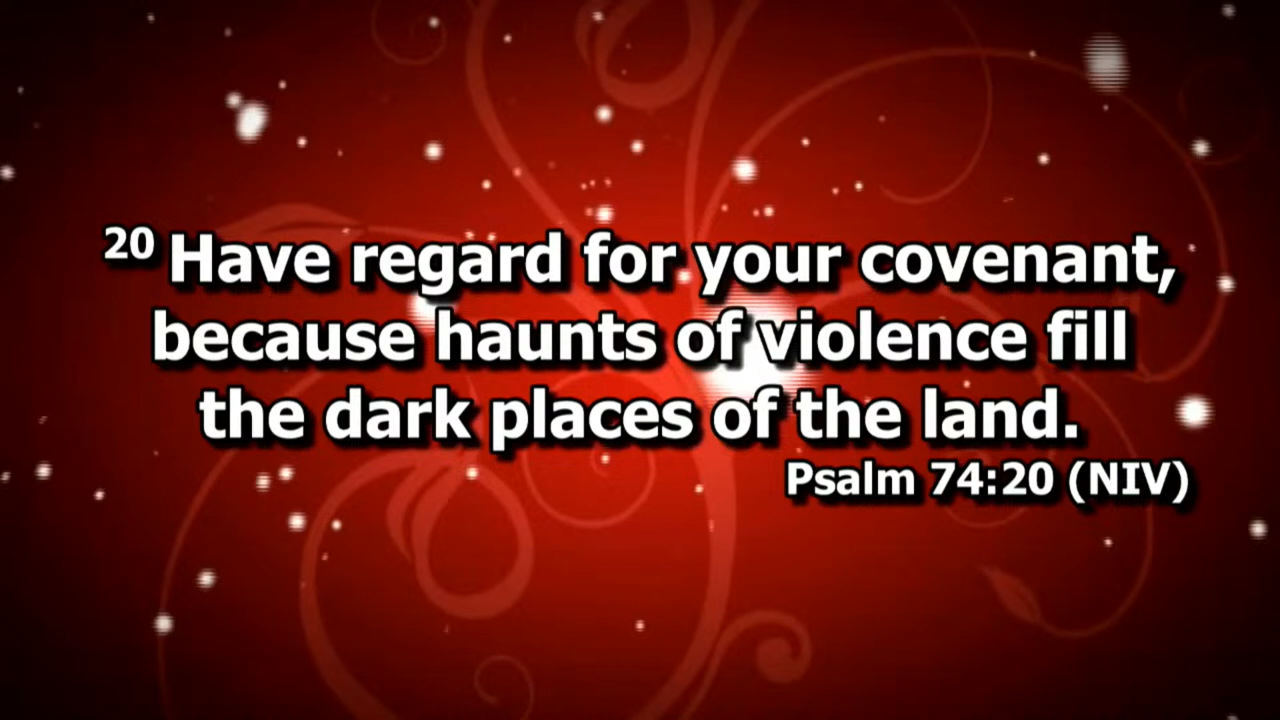 20 Have regard for your covenant,
because haunts of violence fill
the dark places of the land.
Psalm 74:20 (NIV)